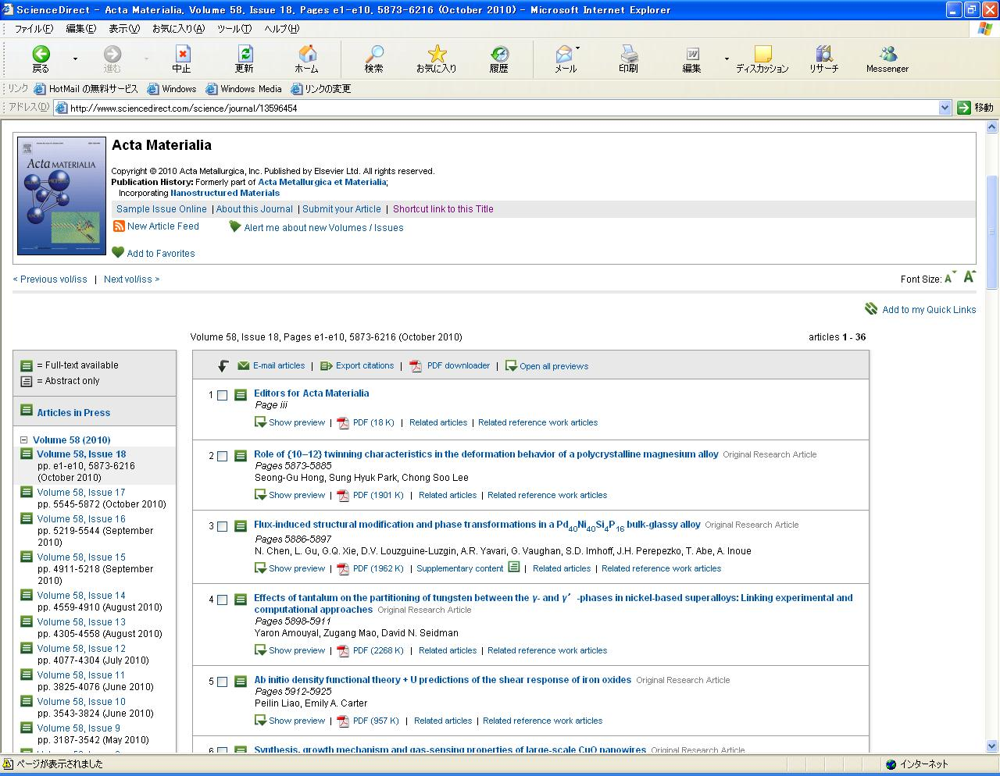 ScienceDirect - Acta Materialia, Volume 58, Issue 18, Pages e1-e10, 5873-6216 (October 2010) - Microsoft Internet Explorer
ファイル(F) 編集(E) 表示(V) お気に入り(A) ツール(T) ヘルプ(H)
戻る 進む 中止 更新 ホーム 検索 お気に入り 履歴 メール 印刷 編集 ディスカッション リサーチ Messenger
リンク HotMail の無料サービス Windows Windows Media リンクの変更
アドレス(D) http://www.sciencedirect.com/science/journal/13596454 移動
Acta MATERIALIA
Acta Materialia
Copyright © 2010 Acta Metallurgica, Inc. Published by Elsevier Ltd. All rights reserved.
Publication History: Formerly part of Acta Metallurgica et Materialia;
Incorporating Nanostructured Materials
Sample Issue Online | About this Journal | Submit your Article | Shortcut link to this Title
New Article Feed Alert me about new Volumes / Issues
Add to Favorites
< Previous vol/iss | Next vol/iss > Font Size: A A
Add to my Quick Links
Volume 58, Issue 18, Pages e1-e10, 5873-6216 (October 2010) articles 1 - 36
= Full-text available
= Abstract only
Articles in Press
Volume 58 (2010)
Volume 58, Issue 18
pp. e1-e10, 5873-6216
(October 2010)
Volume 58, Issue 17
pp. 5545-5872 (October 2010)
Volume 58, Issue 16
pp. 5219-5544 (September
2010)
Volume 58, Issue 15
pp. 4911-5218 (September
2010)
Volume 58, Issue 14
pp. 4559-4910 (August 2010)
Volume 58, Issue 13
pp. 4305-4558 (August 2010)
Volume 58, Issue 12
pp. 4077-4304 (July 2010)
Volume 58, Issue 11
pp. 3825-4076 (June 2010)
Volume 58, Issue 10
pp. 3543-3824 (June 2010)
Volume 58, Issue 9
pp. 3187-3542 (May 2010)
E-mail articles | Export citations | PDF downloader | Open all previews
1 Editors for Acta Materialia
Page iii
Show preview | PDF (18 K) | Related articles | Related reference work articles
2 Role of {10–12} twinning characteristics in the deformation behavior of a polycrystalline magnesium alloy Original Research Article
Pages 5873-5885
Seong-Gu Hong, Sung Hyuk Park, Chong Soo Lee
Show preview | PDF (1901 K) | Related articles | Related reference work articles
3 Flux-induced structural modification and phase transformations in a Pd40Ni40Si4P16 bulk-glassy alloy Original Research Article
Pages 5886-5897
N. Chen, L. Gu, G.Q. Xie, D.V. Louzguine-Luzgin, A.R. Yavari, G. Vaughan, S.D. Imhoff, J.H. Perepezko, T. Abe, A. Inoue
Show preview | PDF (1962 K) | Supplementary content | Related articles | Related reference work articles
4 Effects of tantalum on the partitioning of tungsten between the γ- and γ′ -phases in nickel-based superalloys: Linking experimental and
computational approaches Original Research Article
Pages 5898-5911
Yaron Amouyal, Zugang Mao, David N. Seidman
Show preview | PDF (2268 K) | Related articles | Related reference work articles
5 Ab initio density functional theory + U predictions of the shear response of iron oxides Original Research Article
Pages 5912-5925
Peilin Liao, Emily A. Carter
Show preview | PDF (957 K) | Related articles | Related reference work articles
6 Synthesis, growth mechanism and gas-sensing properties of large-scale CuO nanowires Original Research Article
ページが表示されました インターネット